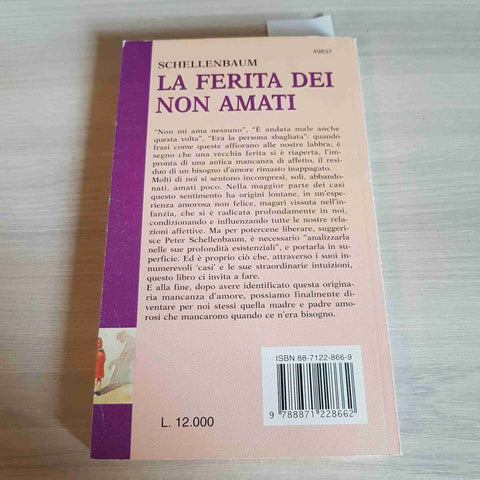 49837
SCHELLENBAUM
LA FERITA DEI
NON AMATI
"Non mi ama nessuno", "È andata male anche
questa volta", "Era la persona sbagliata": quando
frasi come queste affiorano alle nostre labbra, è
segno che una vecchia ferita si è riaperta, l'im-
pronta di una antica mancanza di affetto, il resi-
duo di un bisogno d'amore rimasto inappagato.
Molti di noi si sentono incompresi, soli, abbando-
nati, amati poco. Nella maggior parte dei casi
questo sentimento ha origini lontane, in un'espe-
rienza amorosa non felice, magari vissuta nell'in-
fanzia, che si è radicata profondamente in noi,
condizionando e influenzando tutte le nostre rela-
zioni affettive. Ma per potercene liberare, suggeri-
sce Peter Schellenbaum, è necessario "analizzarla
nelle sue profondità esistenziali", e portarla in su-
perficie. Ed è proprio ciò che, attraverso i suoi in-
numerevoli 'casi' e le sue straordinarie intuizioni,
questo libro ci invita a fare.
E alla fine, dopo avere identificato questa origina-
ria mancanza d'amore, possiamo finalmente di-
ventare per noi stessi quella madre e padre amo-
rosi che mancarono quando ce n'era bisogno.
ISBN 88-7122-866-9
9 788871 228662
L. 12.000